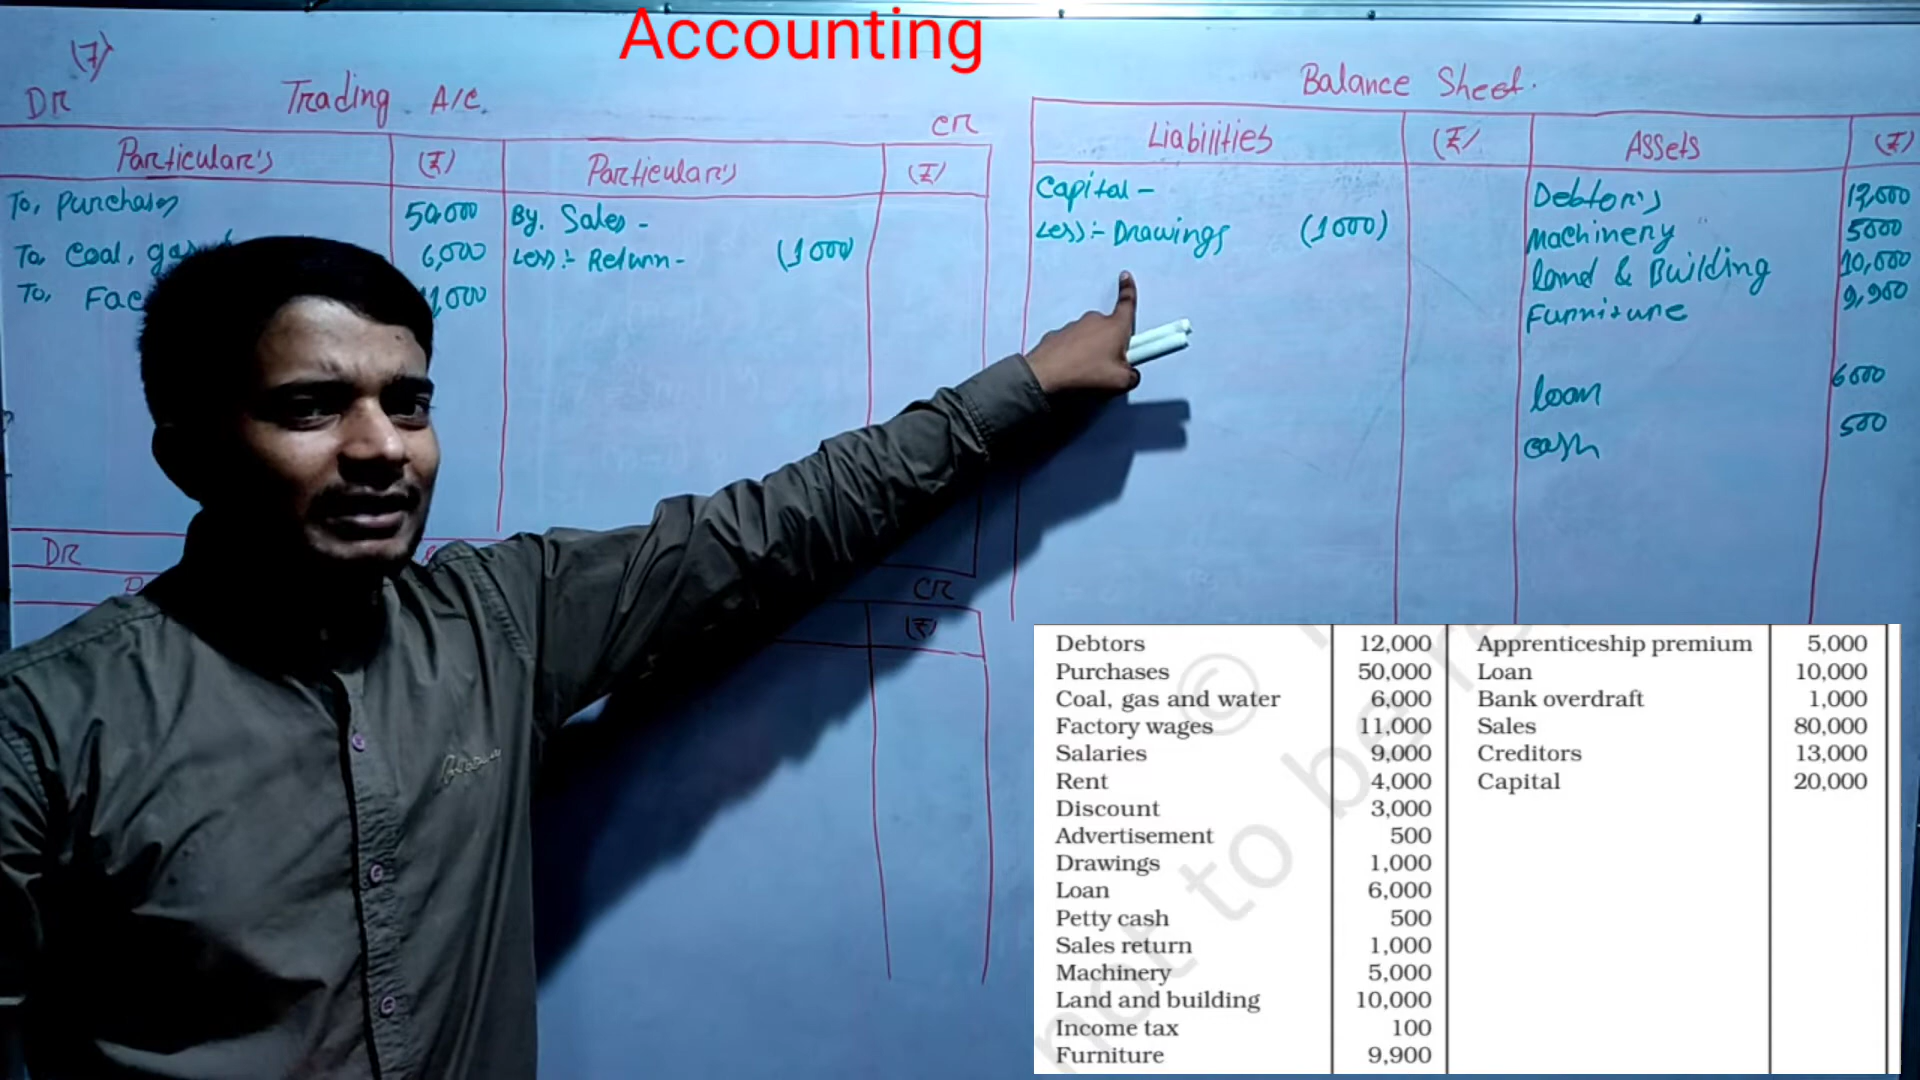 Accounting
(7)
DR Trading A/C. CR
Particular's (₹) Particular's (₹)
To, Purchases 50,000 By. Sales -
To, Coal, gas 6,000 Less:- Return - (1000)
To, Fac 11,000
DR CR
(₹)
Balance Sheet.
Liabilities (₹) Assets (₹)
Capital - Debtor's 12,000
Less:- Drawings (1000) Machinery 5000
Land & Building 10,000
Furniture 9,900
loan 6000
cash 500
Debtors 12,000 Apprenticeship premium 5,000
Purchases 50,000 Loan 10,000
Coal, gas and water 6,000 Bank overdraft 1,000
Factory wages 11,000 Sales 80,000
Salaries 9,000 Creditors 13,000
Rent 4,000 Capital 20,000
Discount 3,000
Advertisement 500
Drawings 1,000
Loan 6,000
Petty cash 500
Sales return 1,000
Machinery 5,000
Land and building 10,000
Income tax 100
Furniture 9,900
© not to be re